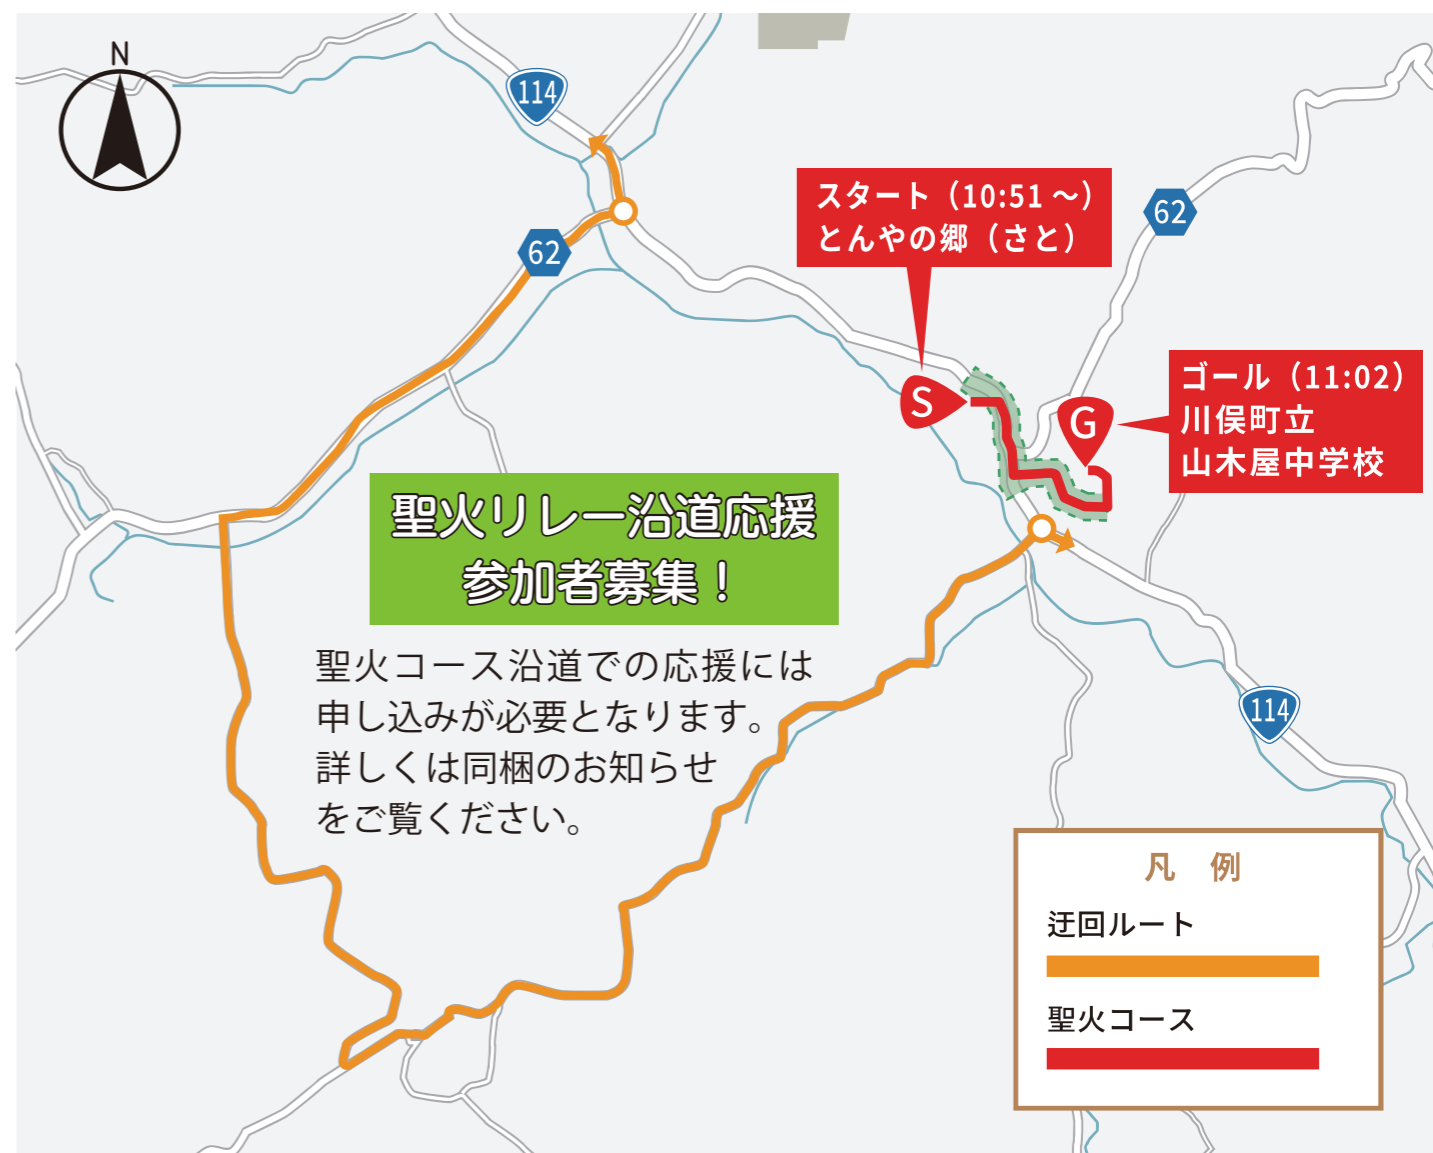 N
114
62
スタート（10:51 ～）
とんやの郷（さと）
62
S
G
ゴール（11:02）
川俣町立
山木屋中学校
聖火リレー沿道応援
参加者募集！
聖火コース沿道での応援には
申し込みが必要となります。
詳しくは同梱のお知らせ
をご覧ください。
114
凡 例
迂回ルート
聖火コース